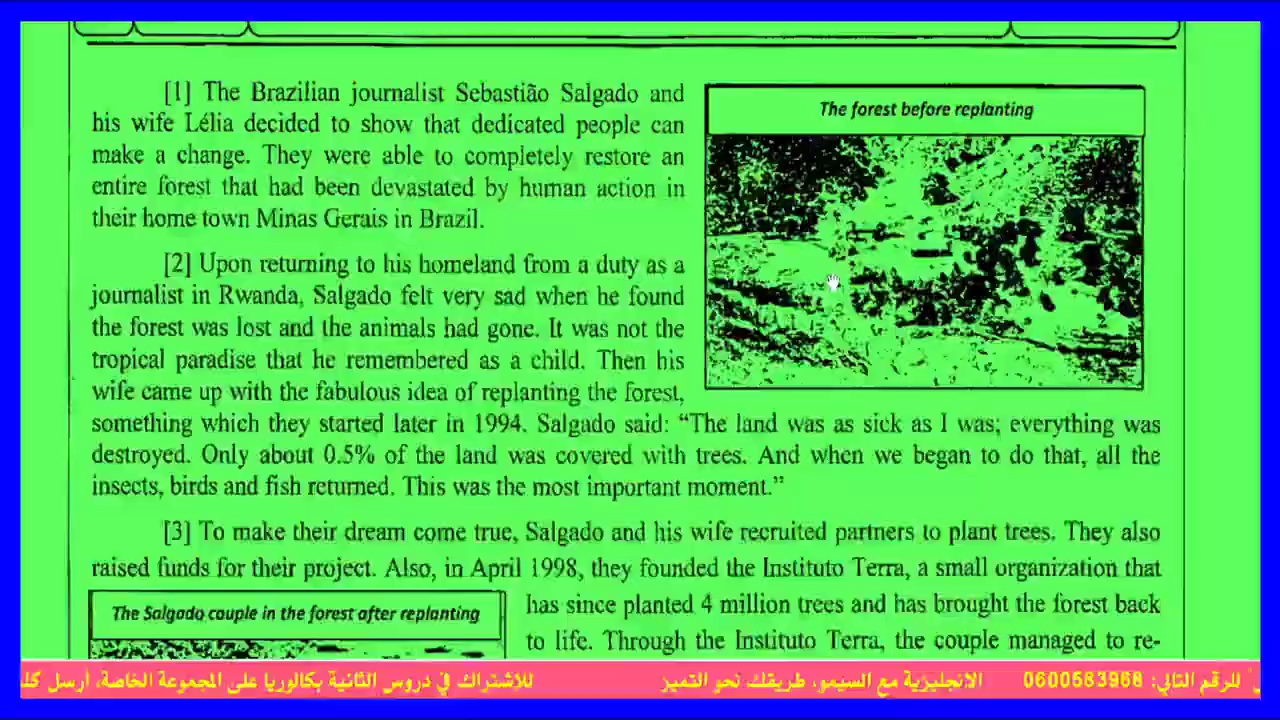 [1] The Brazilian journalist Sebastião Salgado and
his wife Lélia decided to show that dedicated people can
make a change. They were able to completely restore an
entire forest that had been devastated by human action in
their home town Minas Gerais in Brazil.
The forest before replanting
[2] Upon returning to his homeland from a duty as a
journalist in Rwanda, Salgado felt very sad when he found
the forest was lost and the animals had gone. It was not the
tropical paradise that he remembered as a child. Then his
wife came up with the fabulous idea of replanting the forest,
something which they started later in 1994. Salgado said: “The land was as sick as I was; everything was
destroyed. Only about 0.5% of the land was covered with trees. And when we began to do that, all the
insects, birds and fish returned. This was the most important moment.”
[3] To make their dream come true, Salgado and his wife recruited partners to plant trees. They also
raised funds for their project. Also, in April 1998, they founded the Instituto Terra, a small organization that
The Salgado couple in the forest after replanting
has since planted 4 million trees and has brought the forest back
to life. Through the Instituto Terra, the couple managed to re-
للرقم التالي: 0600583968 الانجليزية مع السيمو، طريقك نحو التميز للاشتراك في دروس الثانية بكالوريا على المجموعة الخاصة، أرسل